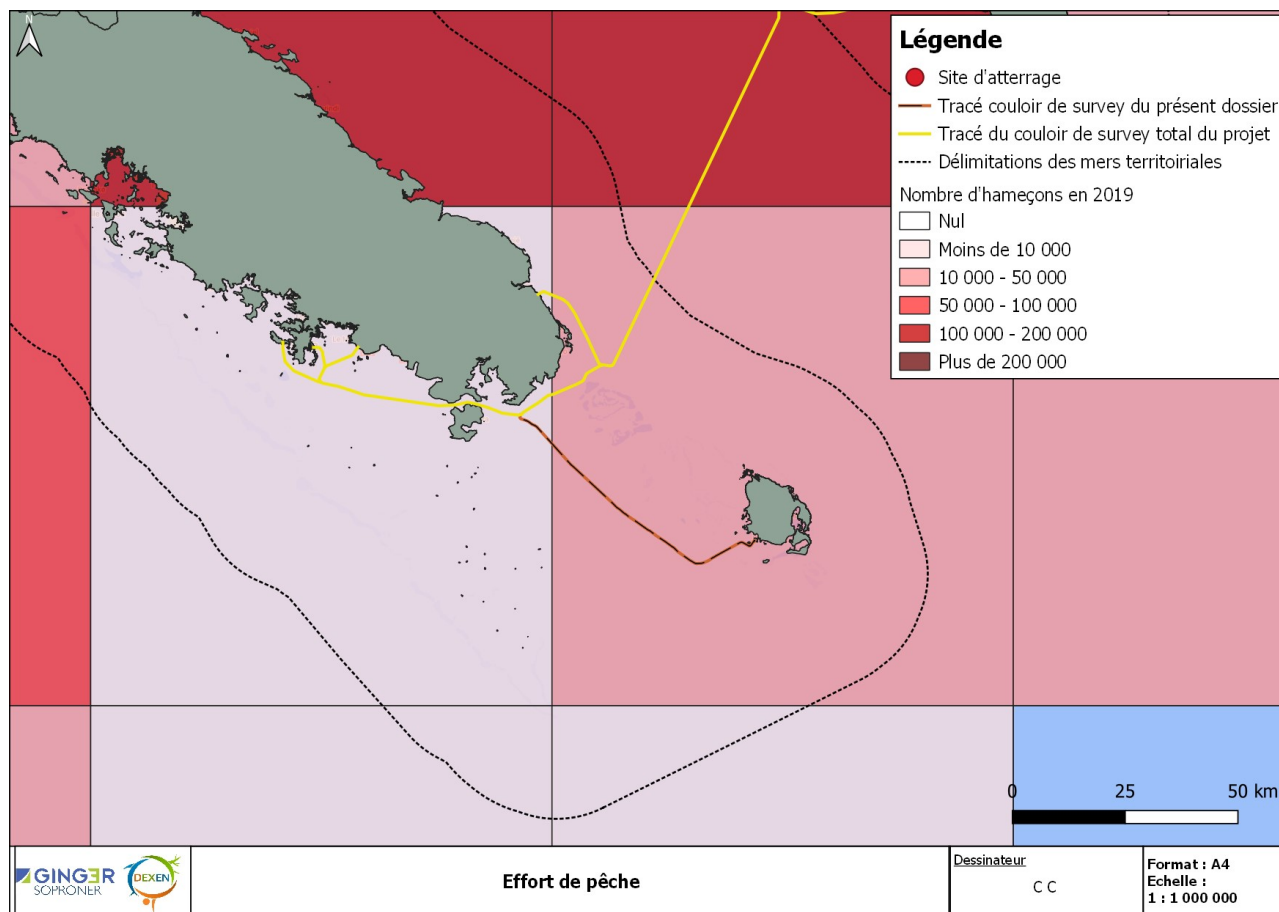 N
Légende
Site d'atterrage
Tracé couloir de survey du présent dossier
Tracé du couloir de survey total du projet
Délimitations des mers territoiriales
Nombre d'hameçons en 2019
Nul
Moins de 10 000
10 000 - 50 000
50 000 - 100 000
100 000 - 200 000
Plus de 200 000
0 25 50 km
GINGER
SOPRONER
DEXEN
Effort de pêche
Dessinateur
C C
Format : A4
Echelle :
1 : 1 000 000